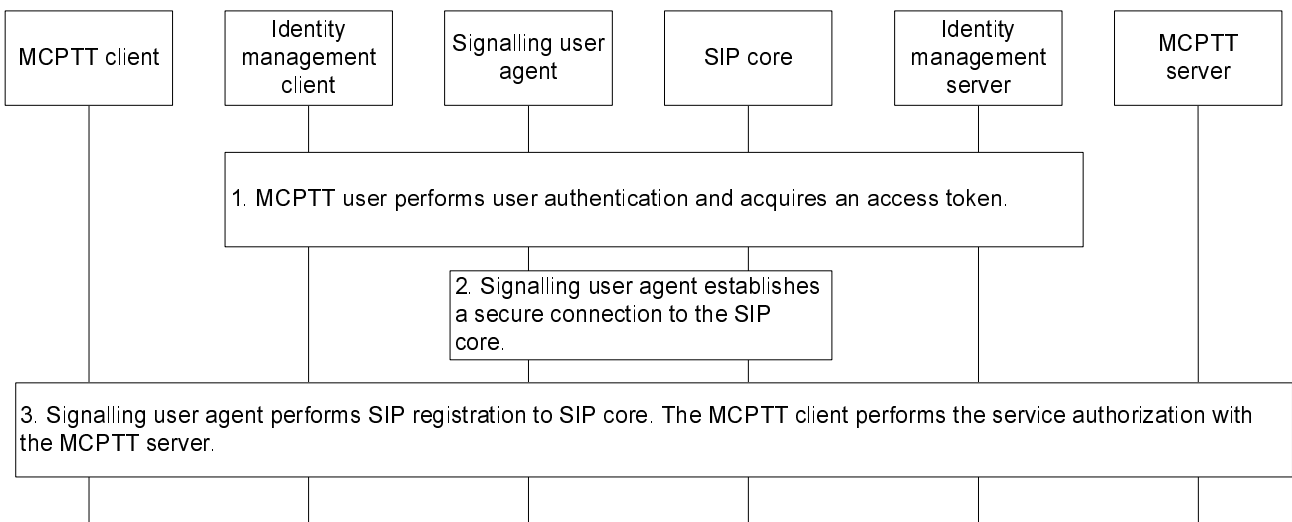 MCPTT client
Identity
management
client
Signalling user
agent
SIP core
Identity
management
server
MCPTT
server
1. MCPTT user performs user authentication and acquires an access token.
2. Signalling user agent establishes
a secure connection to the SIP
core.
3. Signalling user agent performs SIP registration to SIP core. The MCPTT client performs the service authorization with
the MCPTT server.